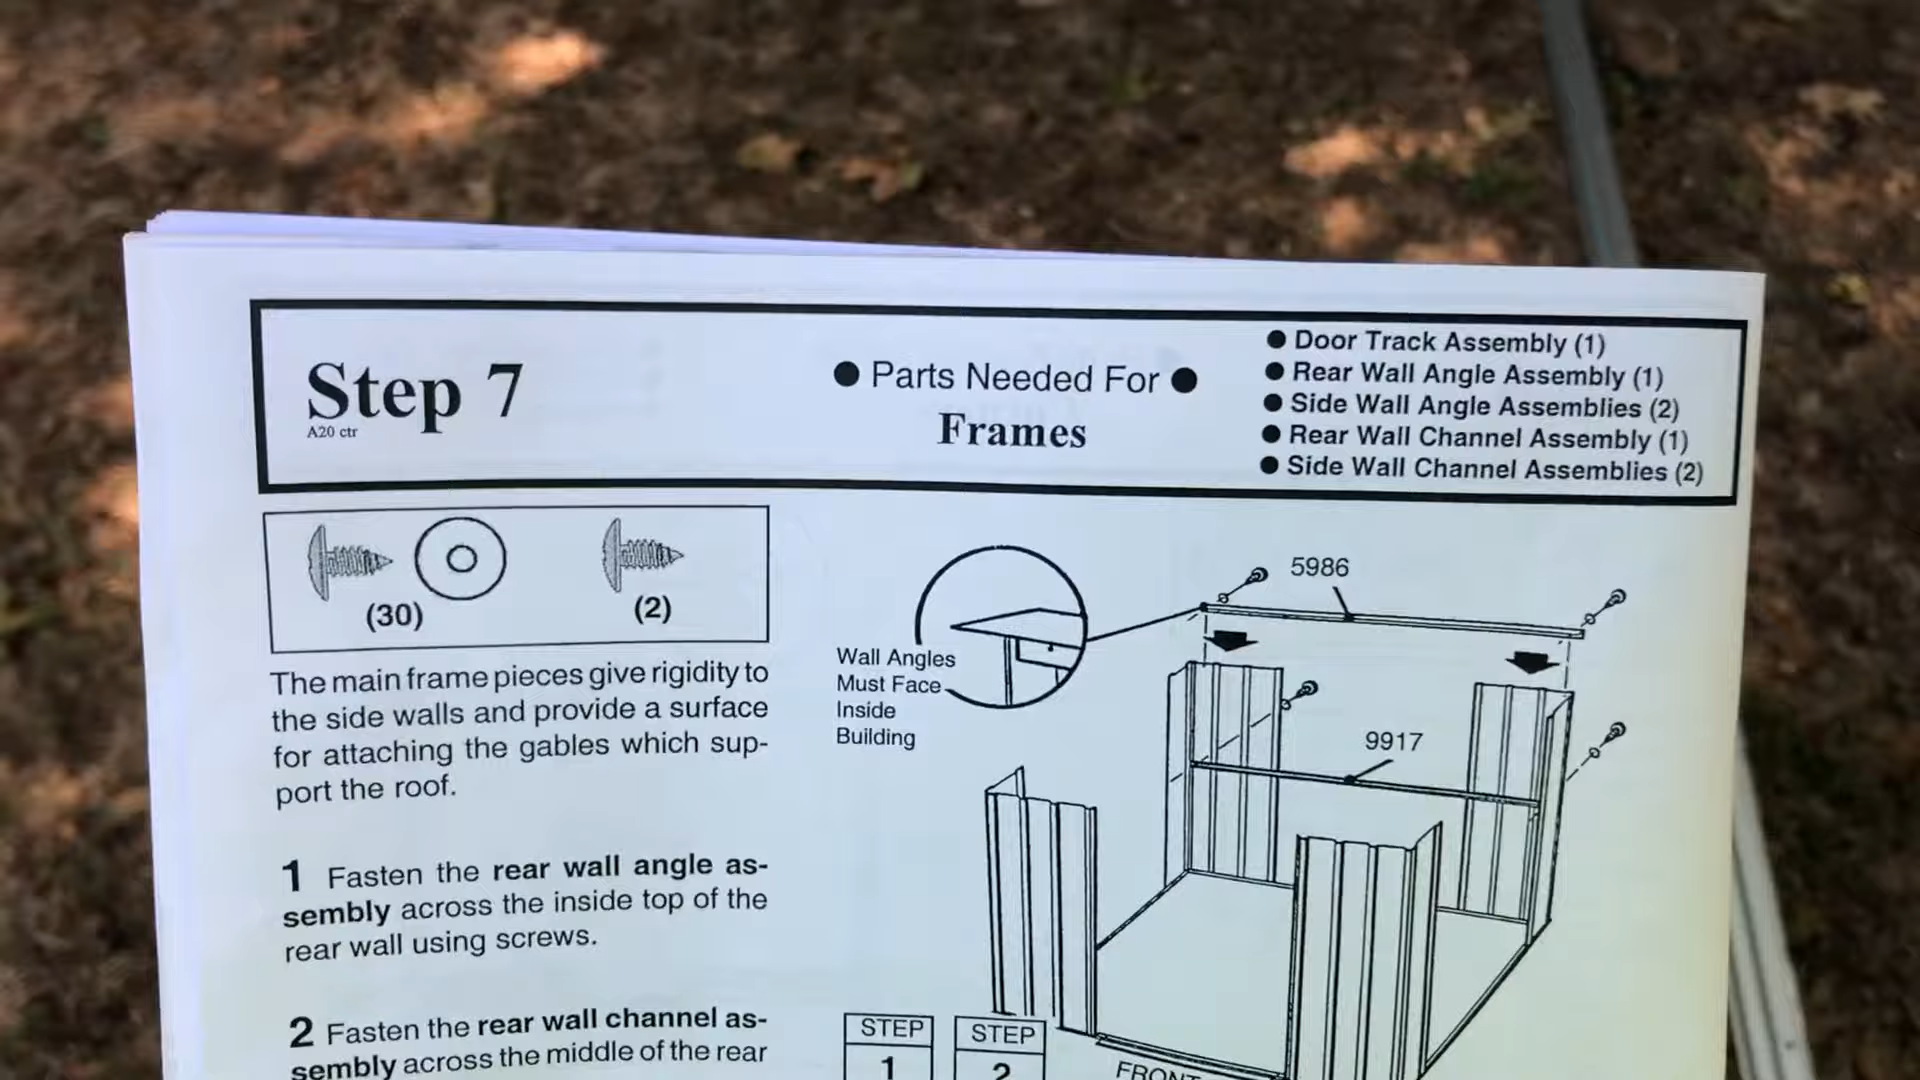 Step 7
A20 ctr
● Parts Needed For ●
Frames
● Door Track Assembly (1)
● Rear Wall Angle Assembly (1)
● Side Wall Angle Assemblies (2)
● Rear Wall Channel Assembly (1)
● Side Wall Channel Assemblies (2)
(30)
(2)
The main frame pieces give rigidity to
the side walls and provide a surface
for attaching the gables which sup-
port the roof.
1 Fasten the rear wall angle as-
sembly across the inside top of the
rear wall using screws.
2 Fasten the rear wall channel as-
sembly across the middle of the rear
Wall Angles
Must Face
Inside
Building
5986
9917
STEP
1
STEP
2
FRONT